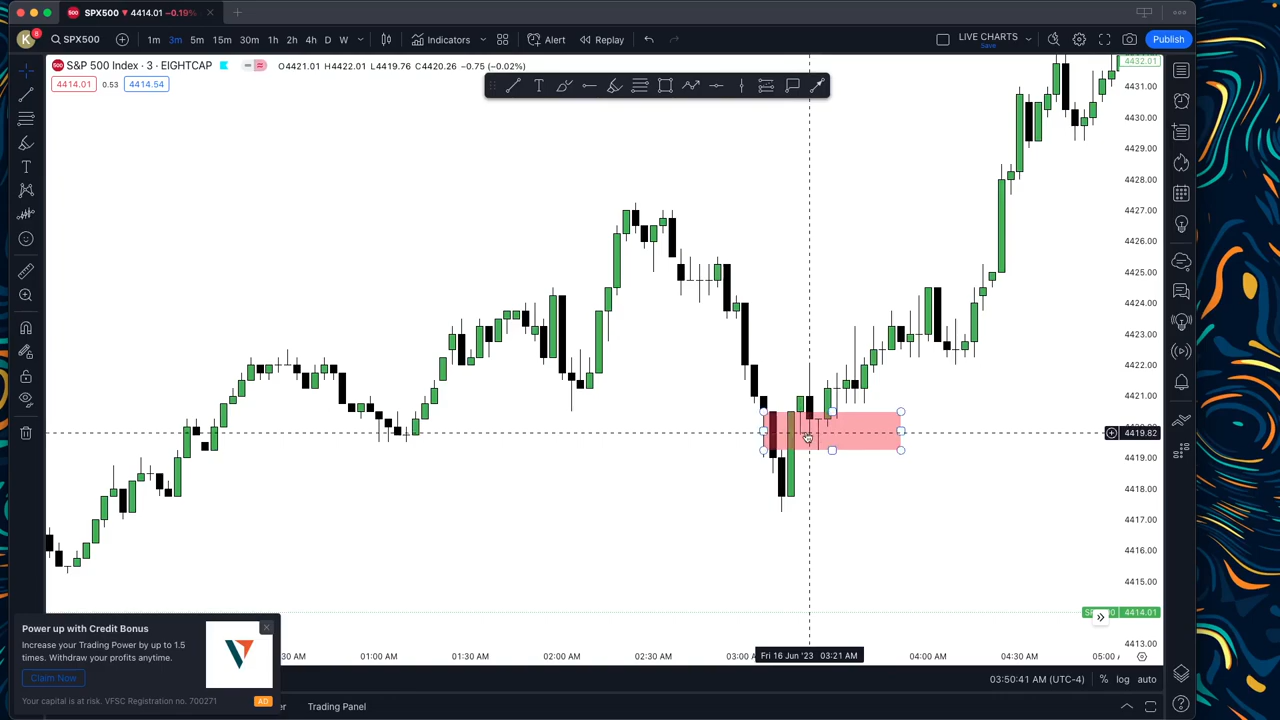 500 SPX500 ▼ 4414.01 −0.19% × +
K 8 SPX500 1m 3m 5m 15m 30m 1h 2h 4h D W Indicators Alert Replay LIVE CHARTS Save Publish
500 S&P 500 Index · 3 · EIGHTCAP O4421.01 H4422.01 L4419.76 C4420.28 −0.75 (−0.02%)
4414.01 0.53 4414.54
4432.01
4431.00
4430.00
4429.00
4428.00
4427.00
4426.00
4425.00
4424.00
4423.00
4422.00
4421.00
4419.82
4419.00
4418.00
4417.00
4416.00
4415.00
4414.01
4413.00
Power up with Credit Bonus
Increase your Trading Power by up to 1.5
times. Withdraw your profits anytime.
Claim Now
Your capital is at risk. VFSC Registration no. 700271 AD
30 AM 01:00 AM 01:30 AM 02:00 AM 02:30 AM 03:00 Fri 16 Jun '23 03:21 AM 04:00 AM 04:30 AM 05:00
03:50:41 AM (UTC-4) % log auto
Trading Panel